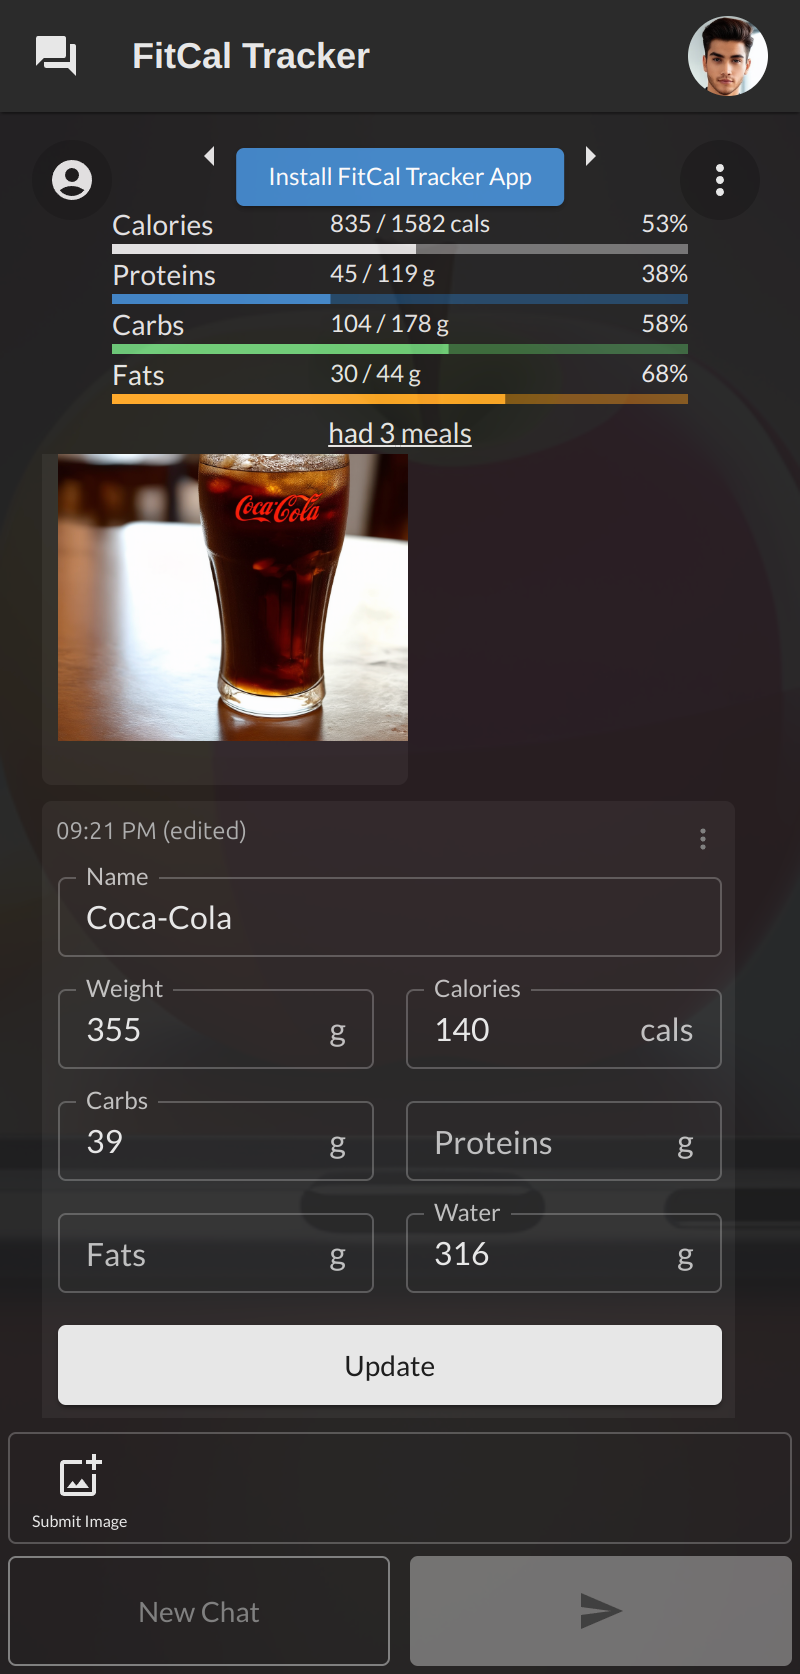 FitCal Tracker
Install FitCal Tracker App
Calories 835 / 1582 cals 53%
Proteins 45 / 119 g 38%
Carbs 104 / 178 g 58%
Fats 30 / 44 g 68%
had 3 meals
Coca-Cola
09:21 PM (edited)
Name
Coca-Cola
Weight Calories
355 g 140 cals
Carbs
39 g Proteins g
Water
Fats g 316 g
Update
Submit Image
New Chat